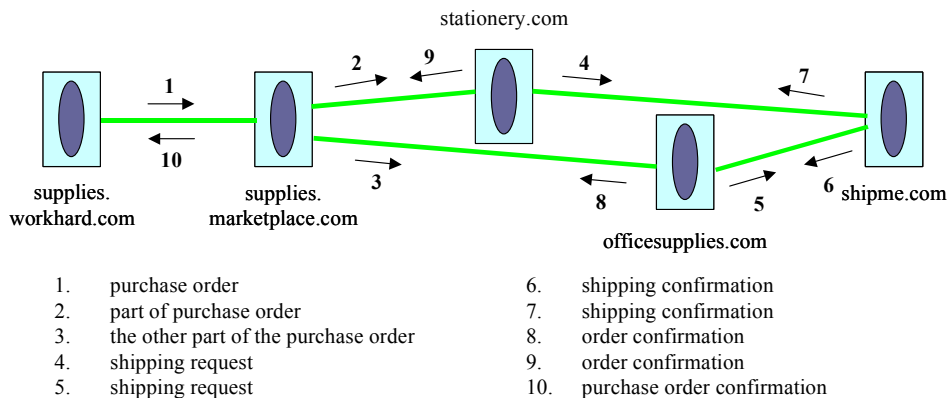 stationery.com
2
9
4
7
1
10
3
8
5
6
supplies.
workhard.com
supplies.
marketplace.com
officesupplies.com
shipme.com
1. purchase order
2. part of purchase order
3. the other part of the purchase order
4. shipping request
5. shipping request
6. shipping confirmation
7. shipping confirmation
8. order confirmation
9. order confirmation
10. purchase order confirmation